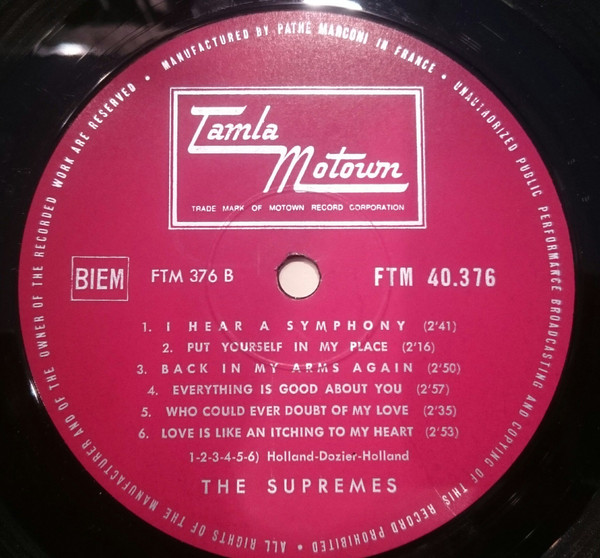 MANUFACTURED BY PATHE MARCONI IN FRANCE • UNAUTHORIZED PUBLIC PERFORMANCE BROADCASTING AND COPYING OF THIS RECORD PROHIBITED • ALL RIGHTS OF THE MANUFACTURER AND OF THE OWNER OF THE RECORDED WORK ARE RESERVED •
Tamla
Motown
TRADE MARK OF MOTOWN RECORD CORPORATION
BIEM FTM 376 B FTM 40.376
1. I HEAR A SYMPHONY (2'41)
2. PUT YOURSELF IN MY PLACE (2'16)
3. BACK IN MY ARMS AGAIN (2'50)
4. EVERYTHING IS GOOD ABOUT YOU (2'57)
5. WHO COULD EVER DOUBT OF MY LOVE (2'35)
6. LOVE IS LIKE AN ITCHING TO MY HEART (2'53)
1-2-3-4-5-6) Holland-Dozier-Holland
THE SUPREMES